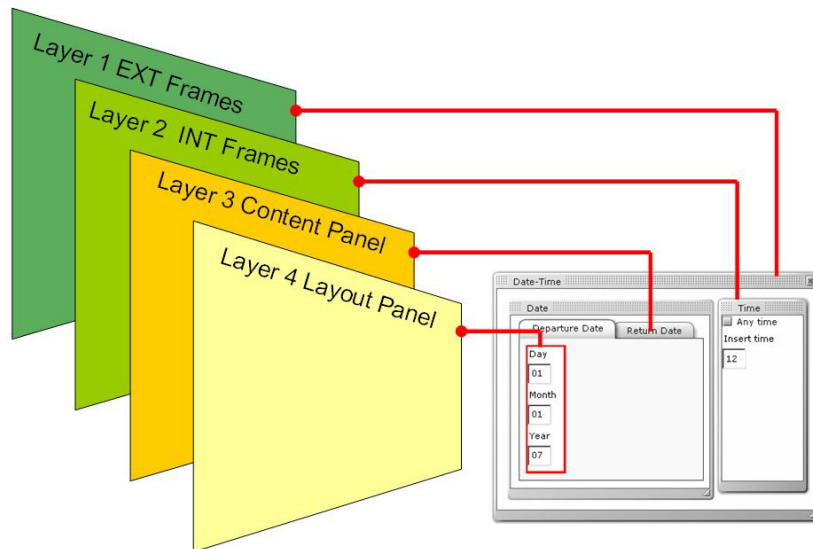 Layer 1 EXT Frames
Layer 2 INT Frames
Layer 3 Content Panel
Layer 4 Layout Panel
Date-Time
x
Date
Departure Date
Return Date
Day
01
Month
01
Year
07
Time
Any time
Insert time
12